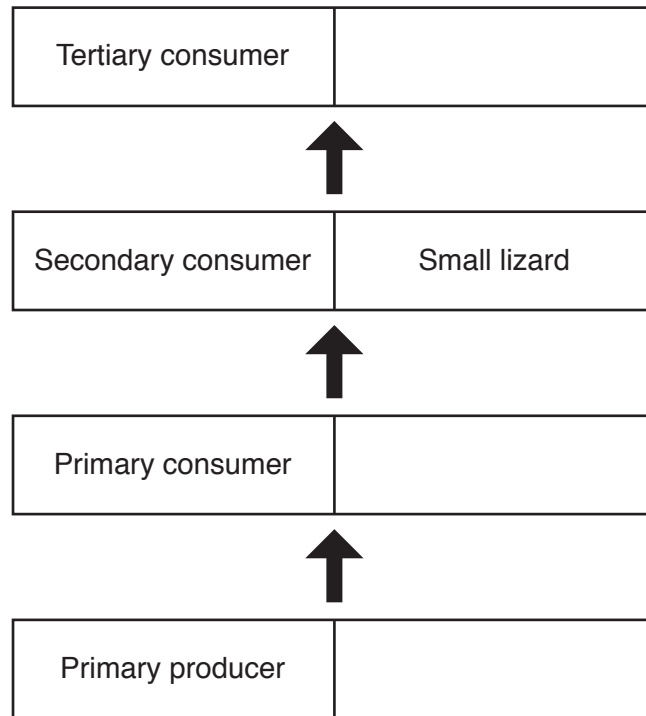 Tertiary consumer
Secondary consumer Small lizard
Primary consumer
Primary producer